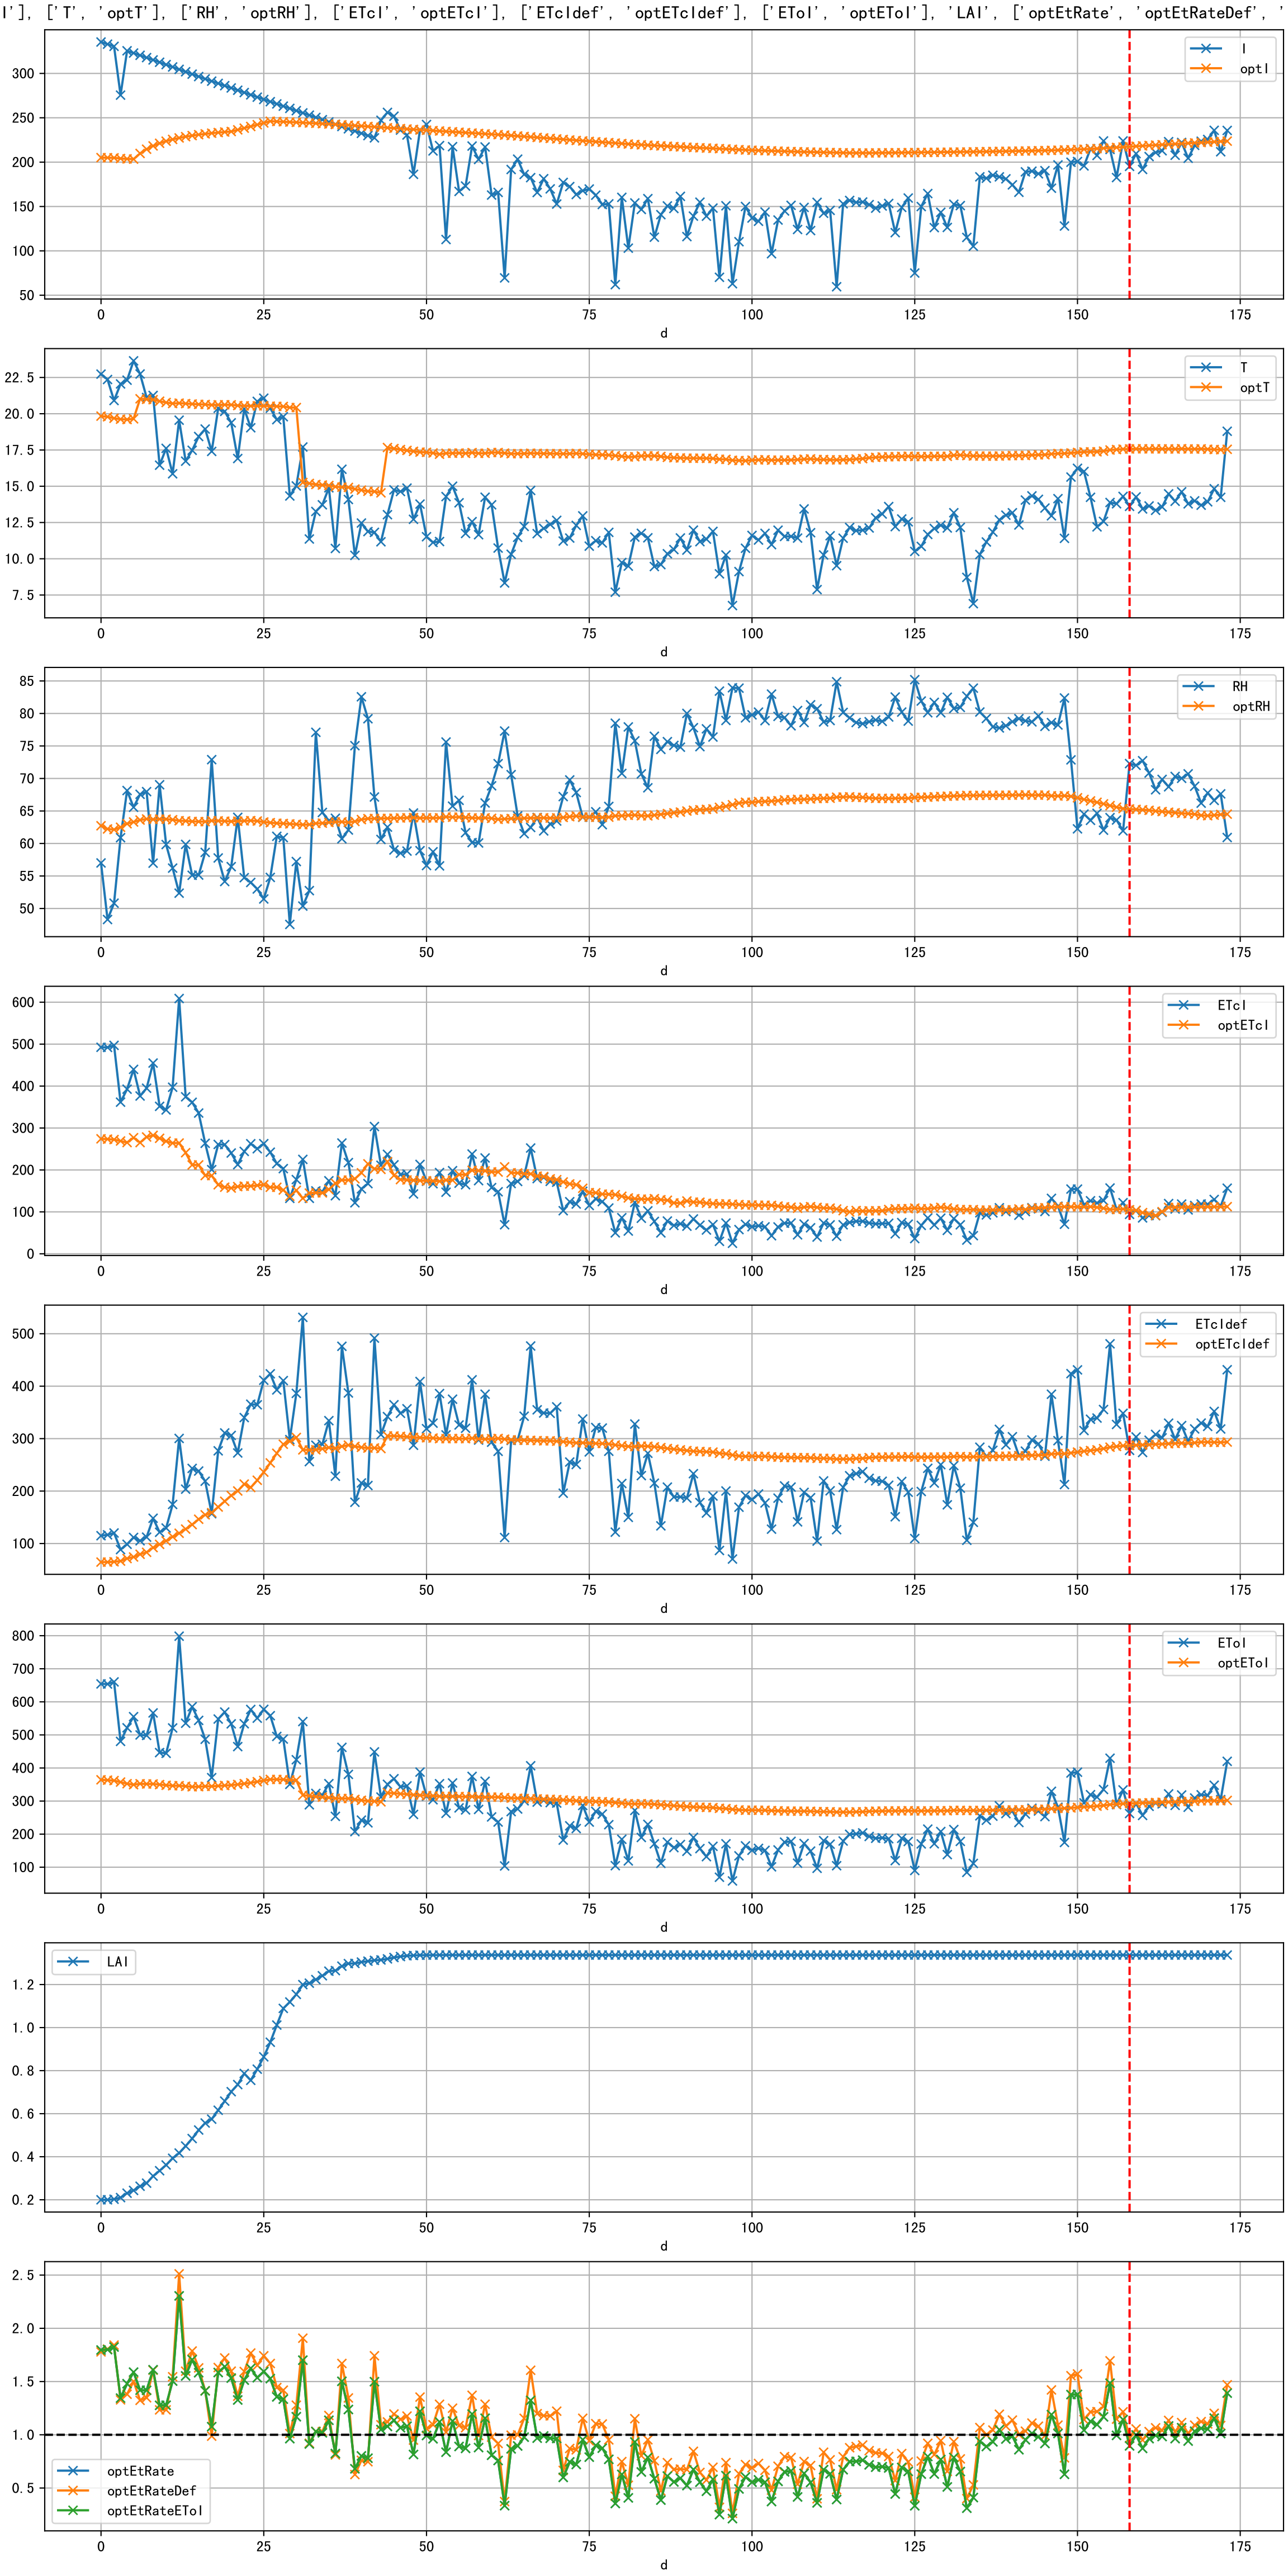 I'], ['T', 'optT'], ['RH', 'optRH'], ['ETcI', 'optETcI'], ['ETcIdef', 'optETcIdef'], ['EToI', 'optEToI'], 'LAI', ['optEtRate', 'optEtRateDef', '
I
optI
300
250
200
150
100
50
0 25 50 75 100 125 150 175
d
T
optT
22.5
20.0
17.5
15.0
12.5
10.0
7.5
0 25 50 75 100 125 150 175
d
RH
optRH
85
80
75
70
65
60
55
50
0 25 50 75 100 125 150 175
d
ETcI
optETcI
600
500
400
300
200
100
0
0 25 50 75 100 125 150 175
d
ETcIdef
optETcIdef
500
400
300
200
100
0 25 50 75 100 125 150 175
d
EToI
optEToI
800
700
600
500
400
300
200
100
0 25 50 75 100 125 150 175
d
LAI
1.2
1.0
0.8
0.6
0.4
0.2
0 25 50 75 100 125 150 175
d
2.5
2.0
1.5
1.0
0.5
optEtRate
optEtRateDef
optEtRateEToI
0 25 50 75 100 125 150 175
d